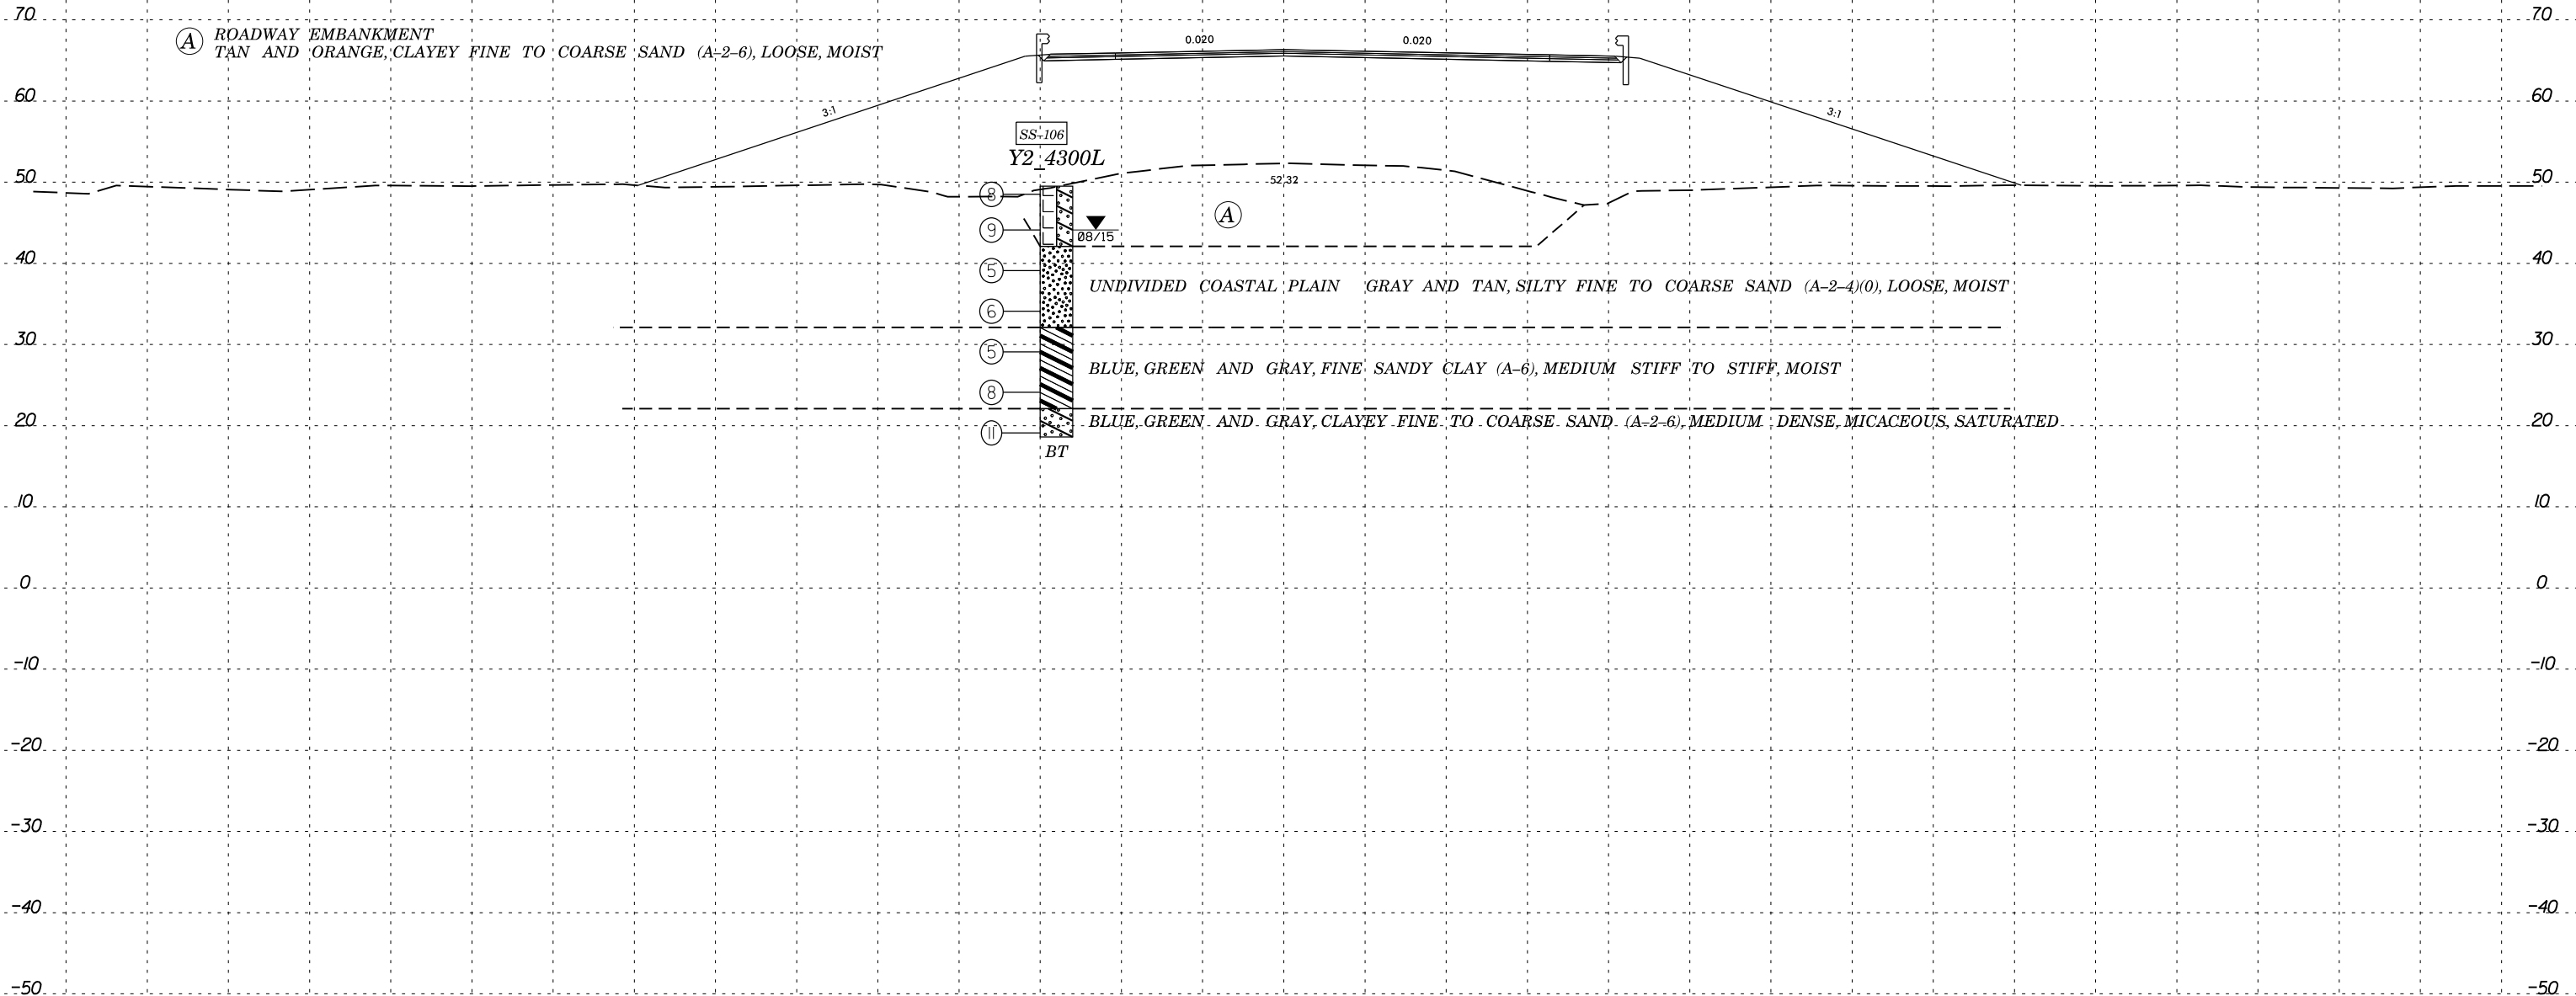 70 70
Ⓐ ROADWAY EMBANKMENT
TAN AND ORANGE, CLAYEY FINE TO COARSE SAND (A-2-6), LOOSE, MOIST
0.020 0.020
60 60
3:1 3:1
SS-106
Y2 4300L
50 50
52.32
8
A
9
08/15
40 40
5
UNDIVIDED COASTAL PLAIN GRAY AND TAN, SILTY FINE TO COARSE SAND (A-2-4)(0), LOOSE, MOIST
6
30 30
5
BLUE, GREEN AND GRAY, FINE SANDY CLAY (A-6), MEDIUM STIFF TO STIFF, MOIST
8
20 20
BLUE, GREEN AND GRAY, CLAYEY FINE TO COARSE SAND (A-2-6), MEDIUM DENSE, MICACEOUS, SATURATED
11
BT
10 10
0 0
-10 -10
-20 -20
-30 -30
-40 -40
-50 -50